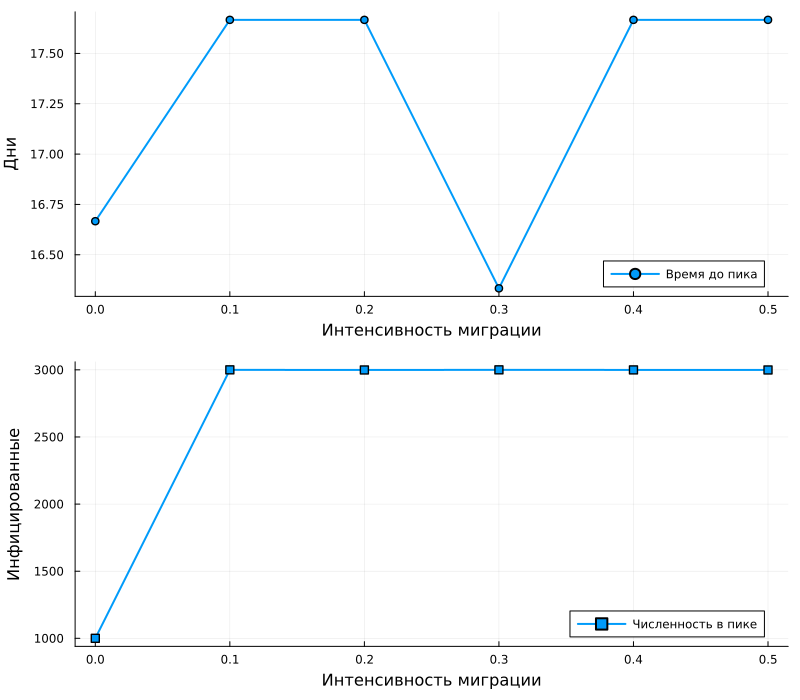 17.50
17.25
17.00
16.75
16.50
Дни
Время до пика
0.0 0.1 0.2 0.3 0.4 0.5
Интенсивность миграции
3000
2500
2000
1500
1000
Инфицированные
Численность в пике
0.0 0.1 0.2 0.3 0.4 0.5
Интенсивность миграции